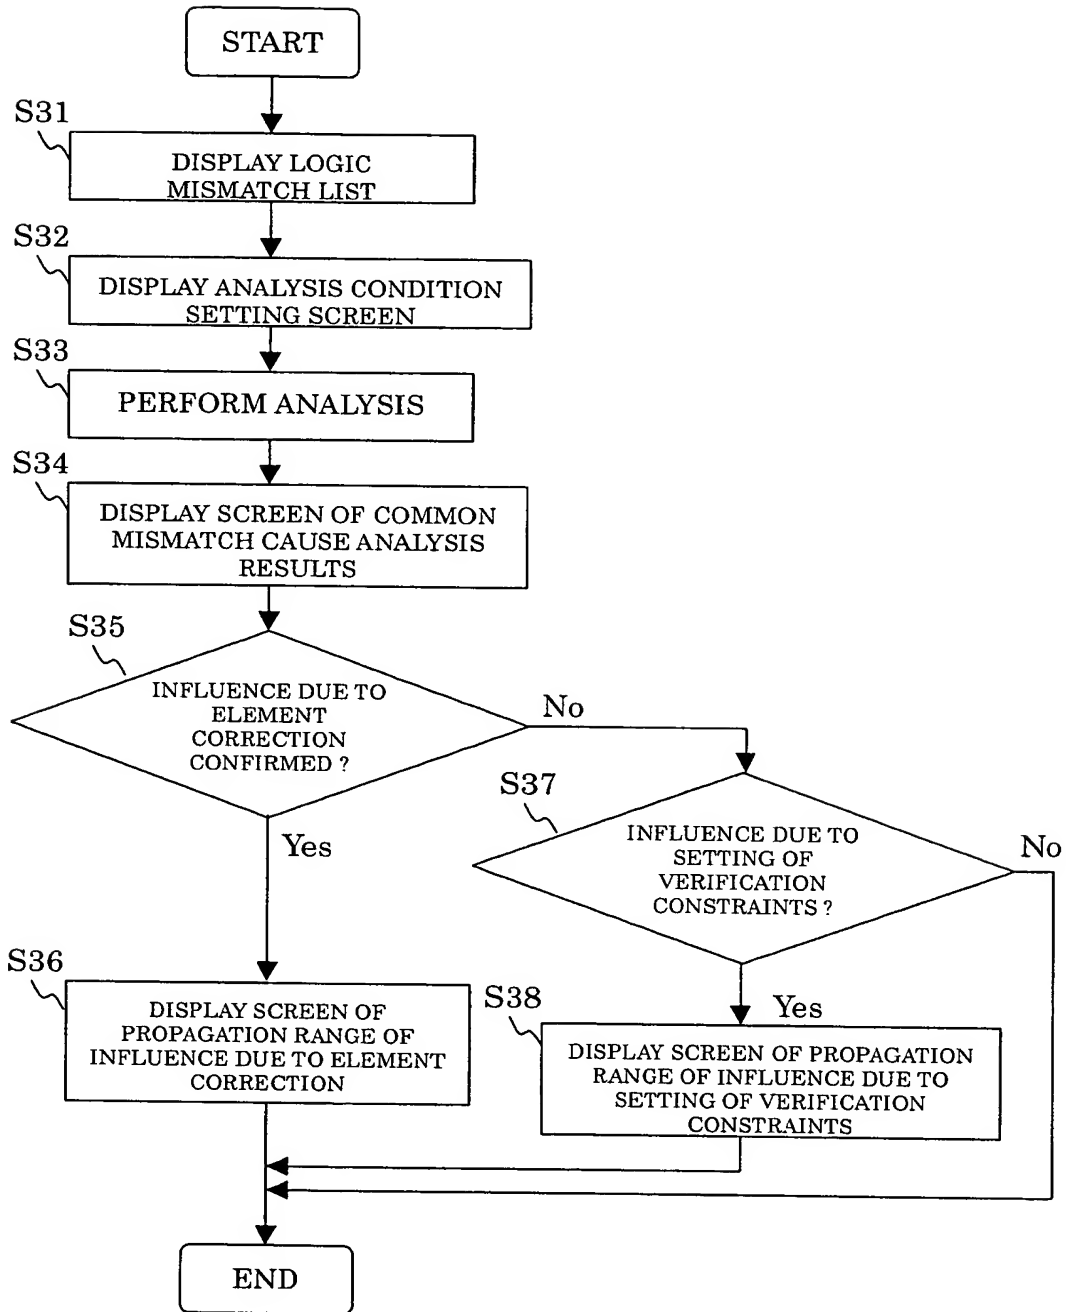 START
S31
DISPLAY LOGIC
MISMATCH LIST
S32
DISPLAY ANALYSIS CONDITION
SETTING SCREEN
S33
PERFORM ANALYSIS
S34
DISPLAY SCREEN OF COMMON
MISMATCH CAUSE ANALYSIS
RESULTS
S35
INFLUENCE DUE TO
ELEMENT
CORRECTION
CONFIRMED ?
No
Yes
S37
INFLUENCE DUE TO
SETTING OF
VERIFICATION
CONSTRAINTS ?
No
Yes
S36
DISPLAY SCREEN OF
PROPAGATION RANGE OF
INFLUENCE DUE TO ELEMENT
CORRECTION
S38
DISPLAY SCREEN OF PROPAGATION
RANGE OF INFLUENCE DUE TO
SETTING OF VERIFICATION
CONSTRAINTS
END